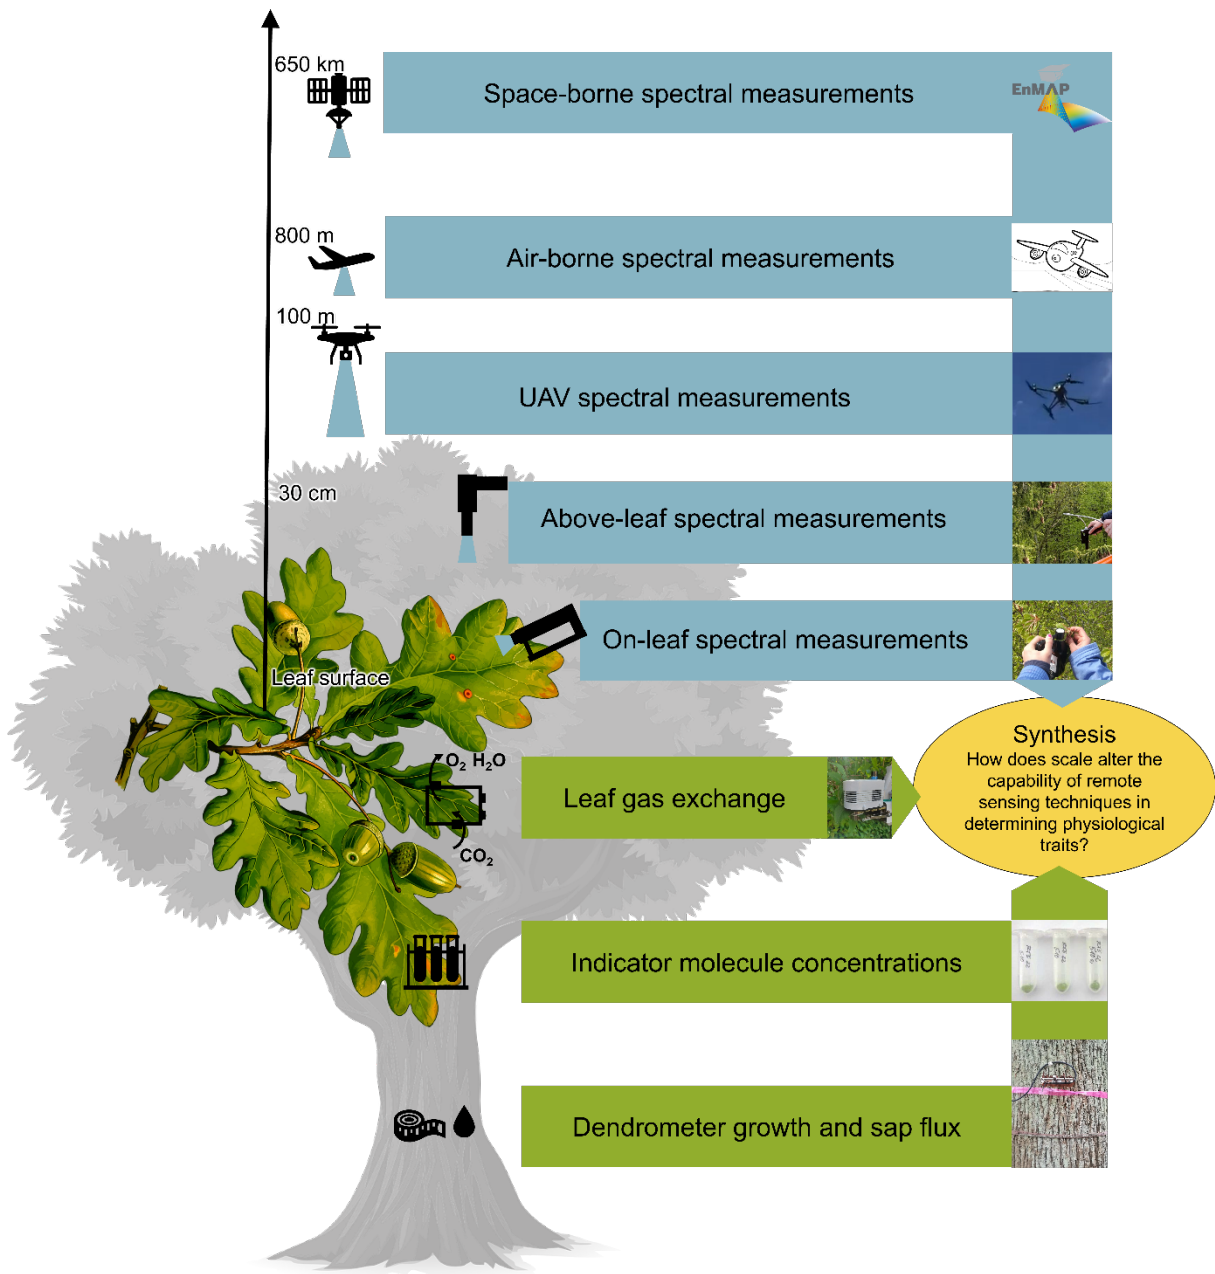 650 km
Space-borne spectral measurements
EnMAP
800 m
Air-borne spectral measurements
100 m
UAV spectral measurements
30 cm
Above-leaf spectral measurements
On-leaf spectral measurements
Leaf surface
Synthesis
How does scale alter the
capability of remote
sensing techniques in
determining physiological
traits?
O₂ H₂O
Leaf gas exchange
CO₂
Indicator molecule concentrations
Dendrometer growth and sap flux